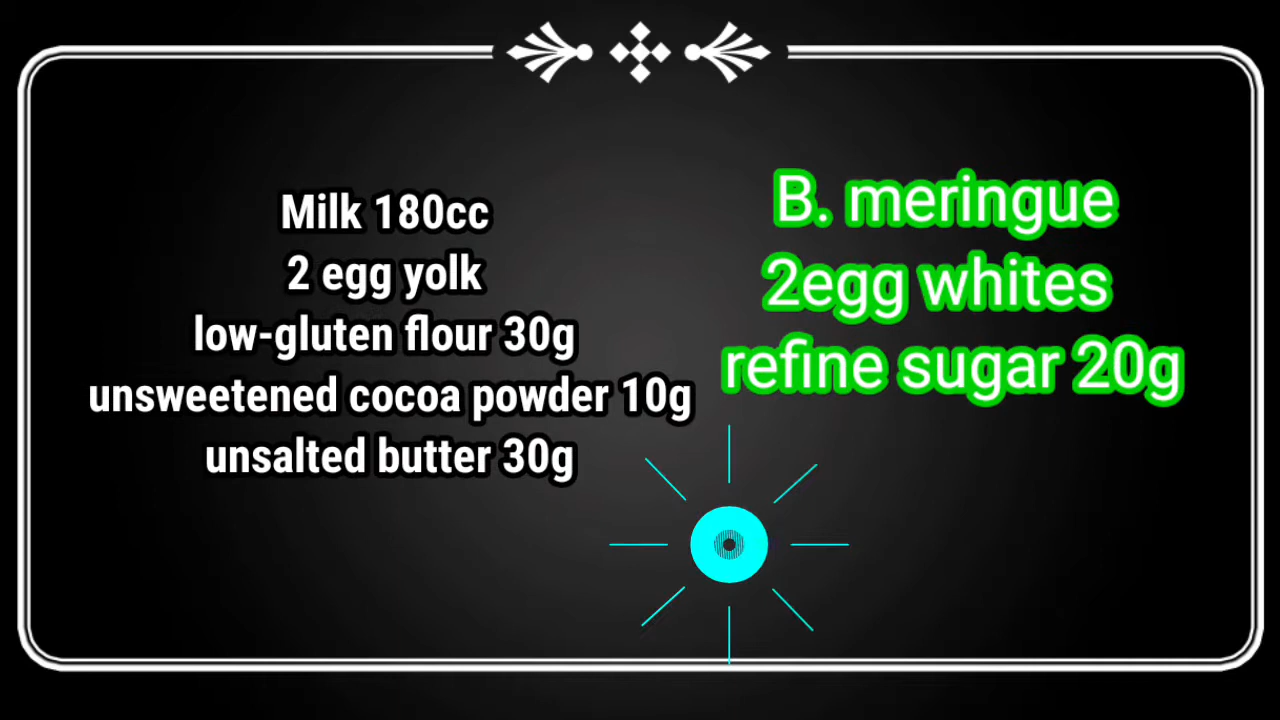 Milk 180cc
2 egg yolk
low-gluten flour 30g
unsweetened cocoa powder 10g
unsalted butter 30g
B. meringue
2egg whites
refine sugar 20g